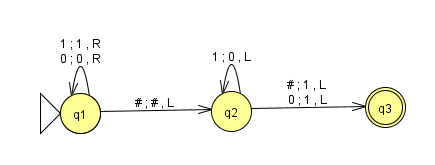 1 ; 1 , R
0 ; 0 , R
q1
# ; # , L
1 ; 0 , L
q2
# ; 1 , L
0 ; 1 , L
q3